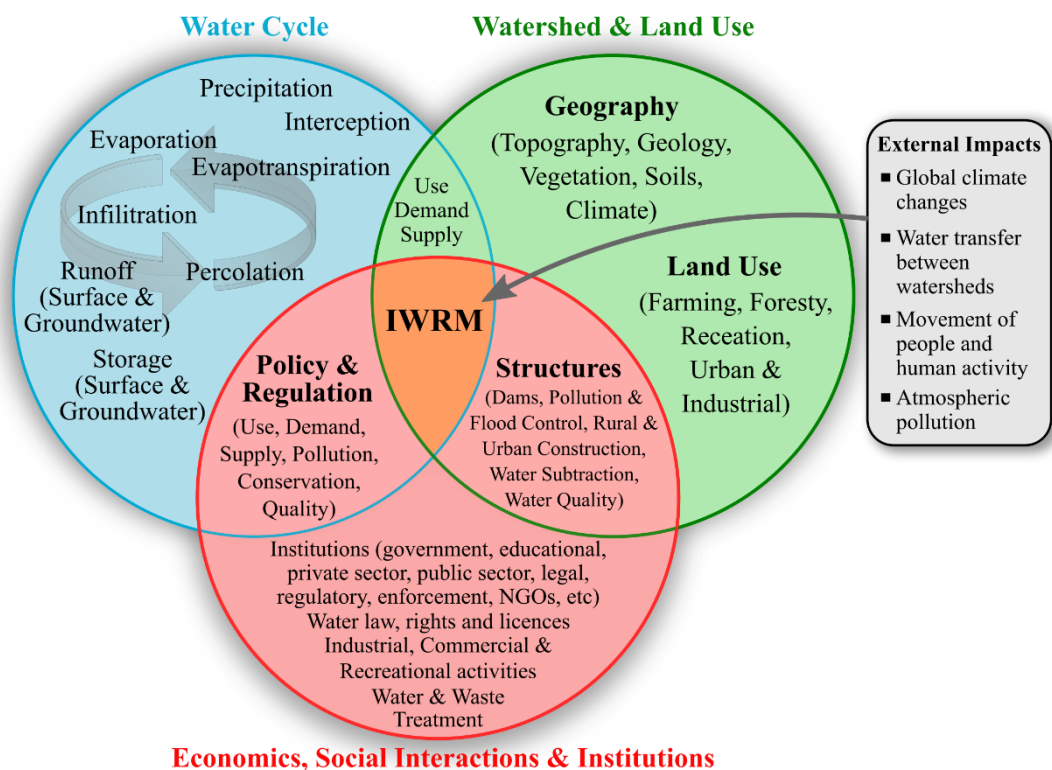 Water Cycle
Watershed & Land Use
Precipitation
Interception
Evaporation
Evapotranspiration
Infilitration
Runoff
(Surface &
Groundwater)
Percolation
Storage
(Surface &
Groundwater)
Use
Demand
Supply
Geography
(Topography, Geology,
Vegetation, Soils,
Climate)
Land Use
(Farming, Foresty,
Receation,
Urban &
Industrial)
External Impacts
▪ Global climate
changes
▪ Water transfer
between
watersheds
▪ Movement of
people and
human activity
▪ Atmospheric
pollution
IWRM
Policy &
Regulation
(Use, Demand,
Supply, Pollution,
Conservation,
Quality)
Structures
(Dams, Pollution &
Flood Control, Rural &
Urban Construction,
Water Subtraction,
Water Quality)
Institutions (government, educational,
private sector, public sector, legal,
regulatory, enforcement, NGOs, etc)
Water law, rights and licences
Industrial, Commercial &
Recreational activities
Water & Waste
Treatment
Economics, Social Interactions & Institutions